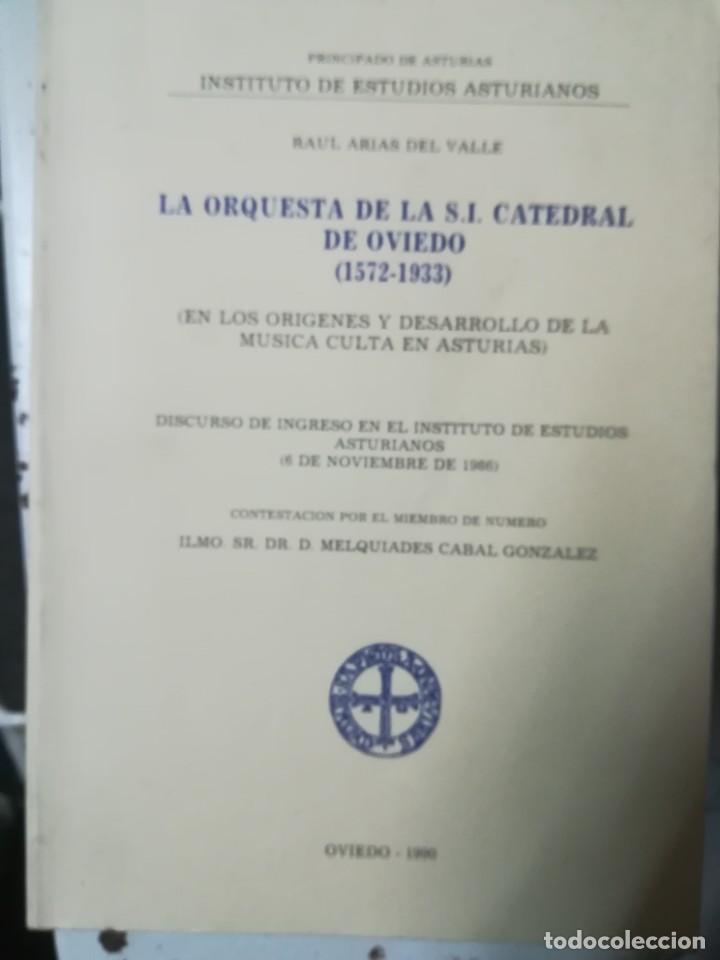 PRINCIPADO DE ASTURIAS
INSTITUTO DE ESTUDIOS ASTURIANOS
RAUL ARIAS DEL VALLE
LA ORQUESTA DE LA S.I. CATEDRAL
DE OVIEDO
(1572-1933)
(EN LOS ORIGENES Y DESARROLLO DE LA
MUSICA CULTA EN ASTURIAS)
DISCURSO DE INGRESO EN EL INSTITUTO DE ESTUDIOS
ASTURIANOS
(6 DE NOVIEMBRE DE 1986)
CONTESTACION POR EL MIEMBRO DE NUMERO
ILMO. SR. DR. D. MELQUIADES CABAL GONZALEZ
OVIEDO - 1990
todocoleccion